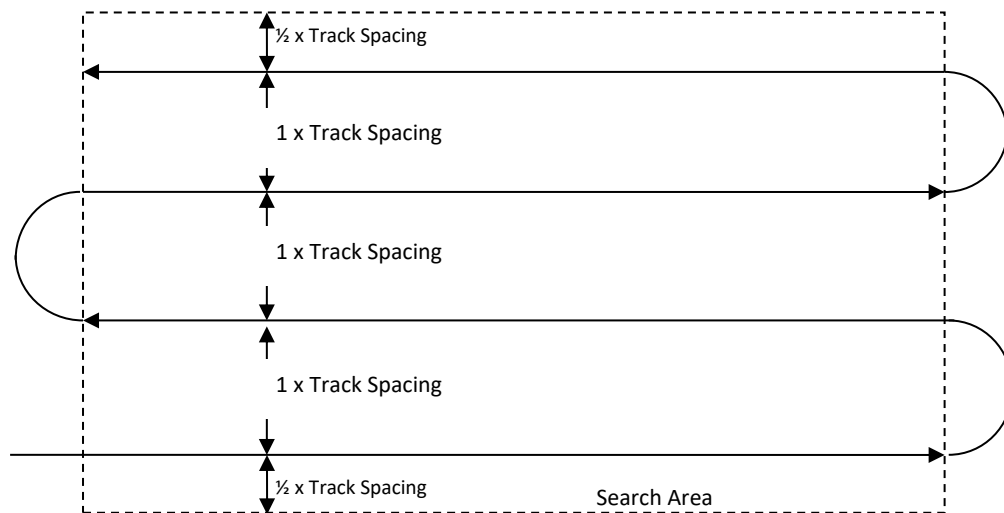 ½ x Track Spacing
1 x Track Spacing
1 x Track Spacing
1 x Track Spacing
½ x Track Spacing
Search Area